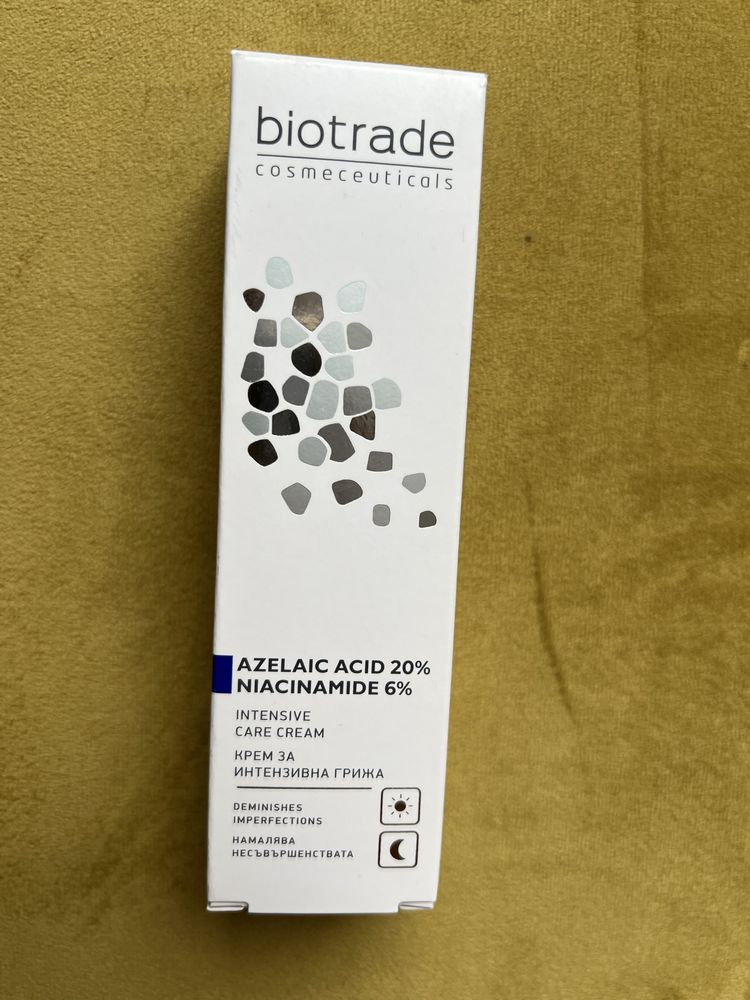 biotrade
cosmeceuticals
AZELAIC ACID 20%
NIACINAMIDE 6%
INTENSIVE
CARE CREAM
КРЕМ ЗА
ИНТЕНЗИВНА ГРИЖА
DEMINISHES
IMPERFECTIONS
НАМАЛЯВА
НЕСЪВЪРШЕНСТВАТА